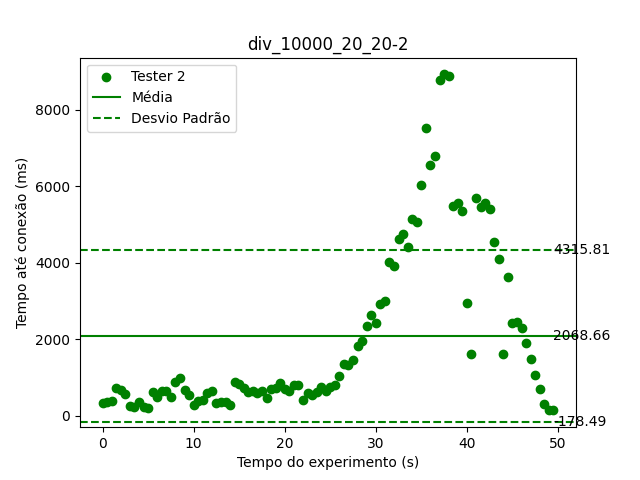 div_10000_20_20-2
Tester 2
Média
Desvio Padrão
Tempo até conexão (ms)
8000
6000
4000
2000
0
4315.81
2068.66
-178.49
0 10 20 30 40 50
Tempo do experimento (s)